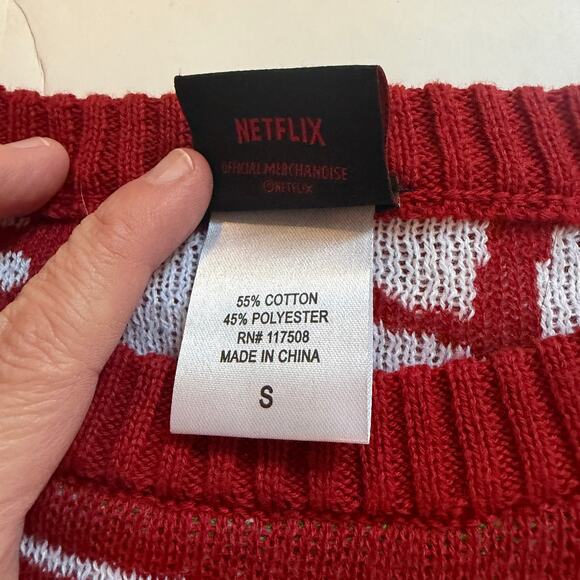 NETFLIX
OFFICIAL MERCHANDISE
©NETFLIX
55% COTTON
45% POLYESTER
RN# 117508
MADE IN CHINA
S